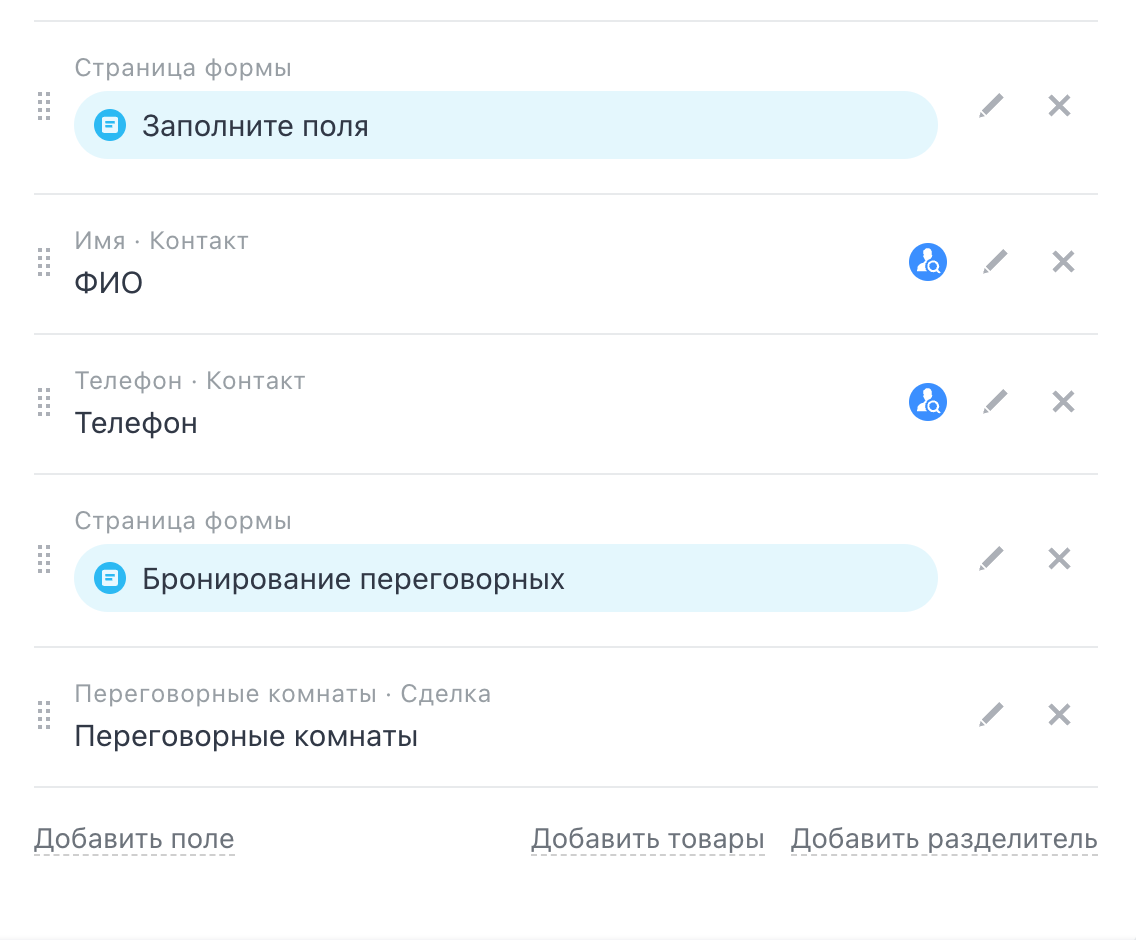 Страница формы
Заполните поля
Имя · Контакт
ФИО
Телефон · Контакт
Телефон
Страница формы
Бронирование переговорных
Переговорные комнаты · Сделка
Переговорные комнаты
Добавить поле Добавить товары Добавить разделитель